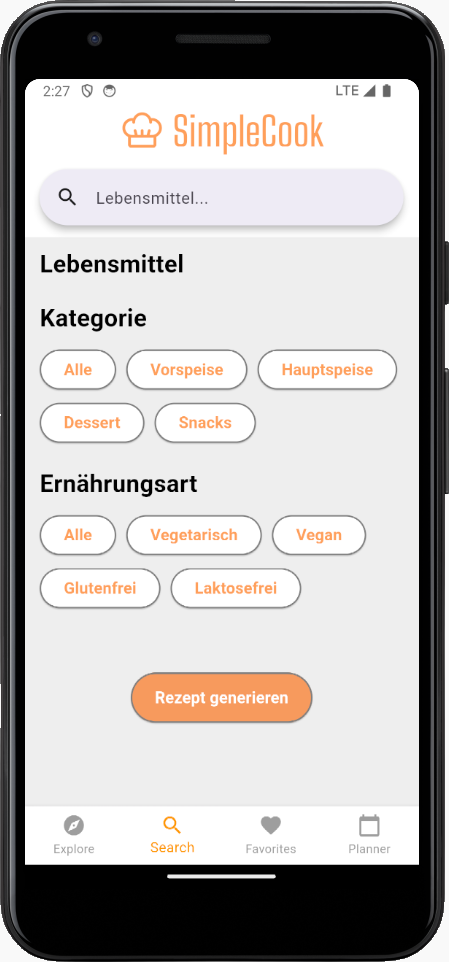 2:27 LTE
SimpleCook
Lebensmittel...
Lebensmittel
Kategorie
Alle Vorspeise Hauptspeise
Dessert Snacks
Ernährungsart
Alle Vegetarisch Vegan
Glutenfrei Laktosefrei
Rezept generieren
Explore Search Favorites Planner